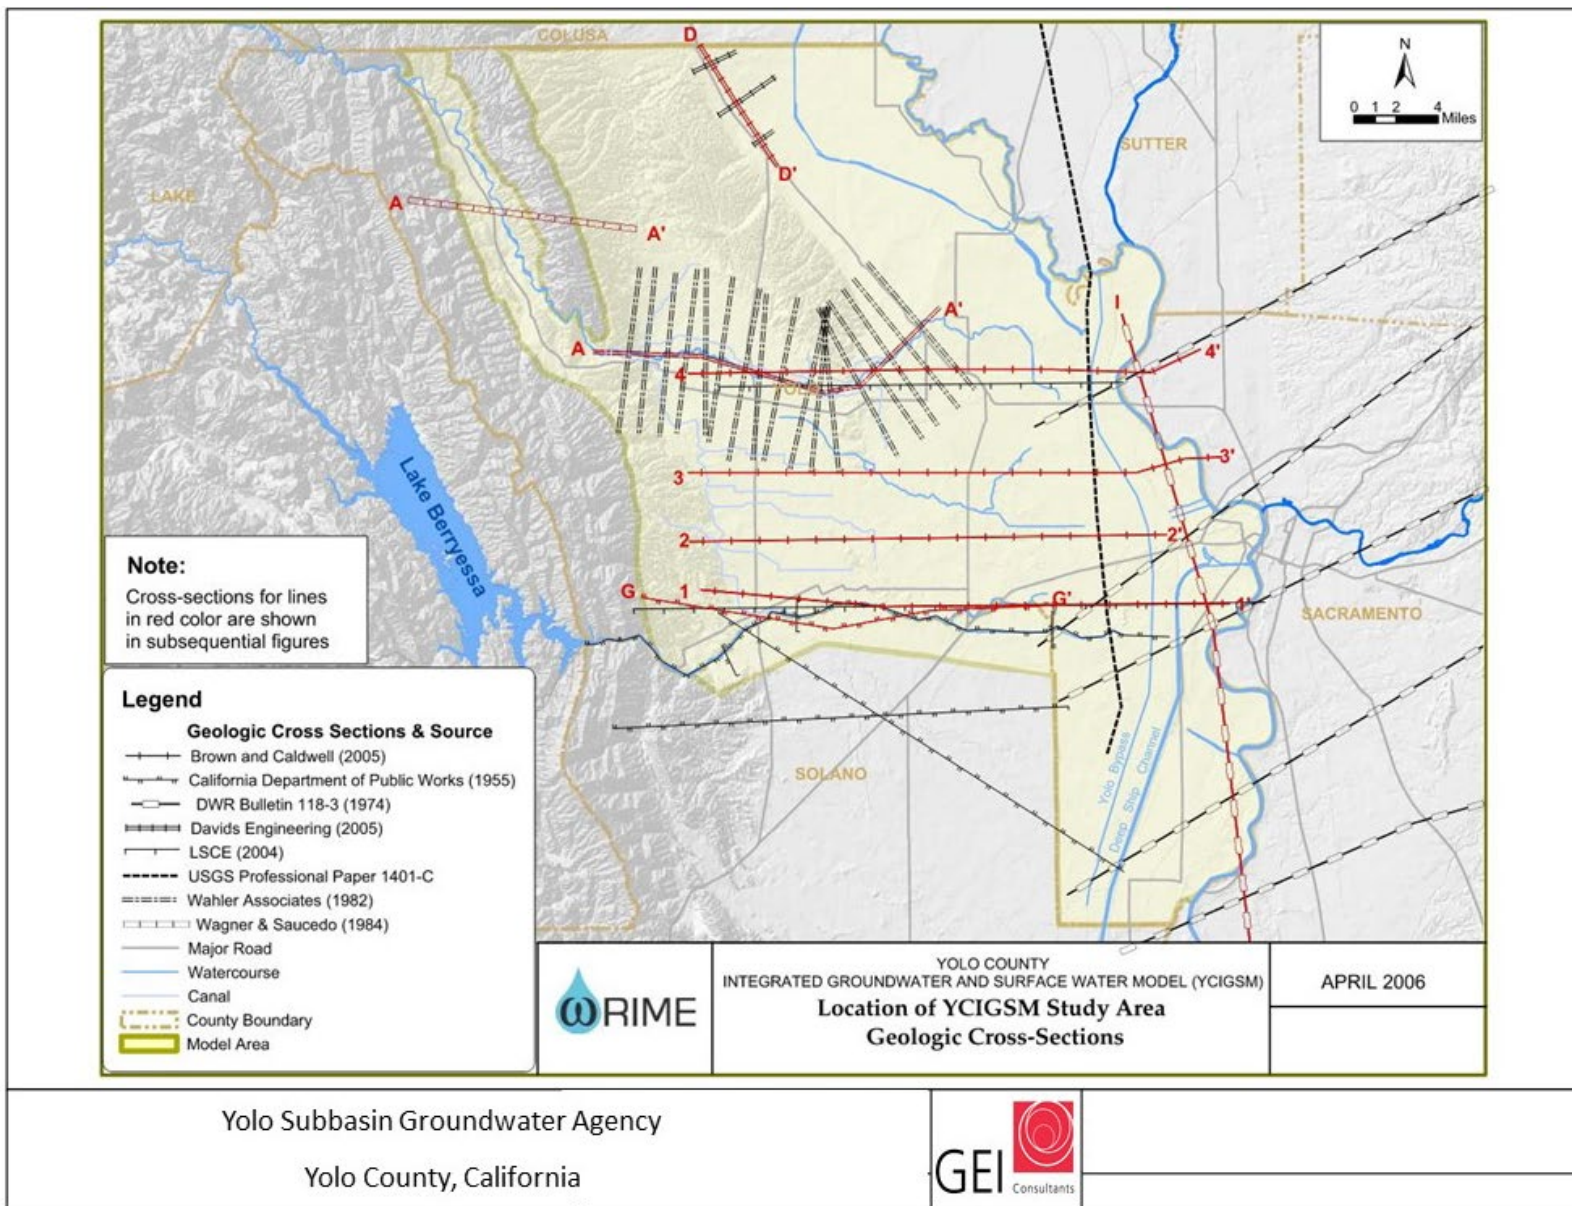 COLUSA
D
N
0 1 2 4
Miles
SUTTER
LAKE
D'
A
A'
I
A'
A
4
4'
YOLO
3
3'
Lake Berryessa
2
2'
Note:
Cross-sections for lines
in red color are shown
in subsequential figures
G
1
G'
1'
SACRAMENTO
SOLANO
Yolo Bypass
Deep Ship Channel
Legend
Geologic Cross Sections & Source
Brown and Caldwell (2005)
California Department of Public Works (1955)
DWR Bulletin 118-3 (1974)
Davids Engineering (2005)
LSCE (2004)
USGS Professional Paper 1401-C
Wahler Associates (1982)
Wagner & Saucedo (1984)
Major Road
Watercourse
Canal
County Boundary
Model Area
ωRIME
YOLO COUNTY
INTEGRATED GROUNDWATER AND SURFACE WATER MODEL (YCIGSM)
Location of YCIGSM Study Area
Geologic Cross-Sections
APRIL 2006
Yolo Subbasin Groundwater Agency
Yolo County, California
GEI
Consultants